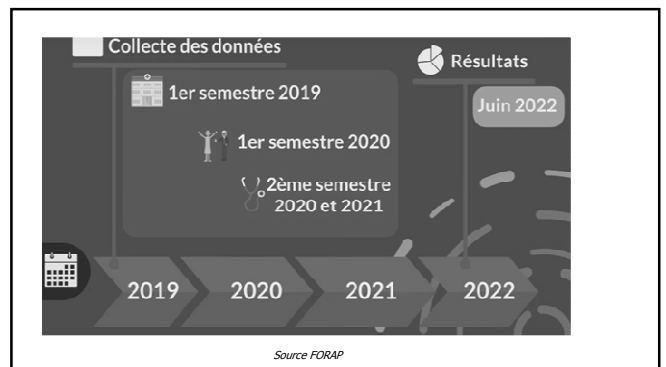 Collecte des données
Résultats
1er semestre 2019
Juin 2022
1er semestre 2020
2ème semestre
2020 et 2021
2019
2020
2021
2022
Source FORAP